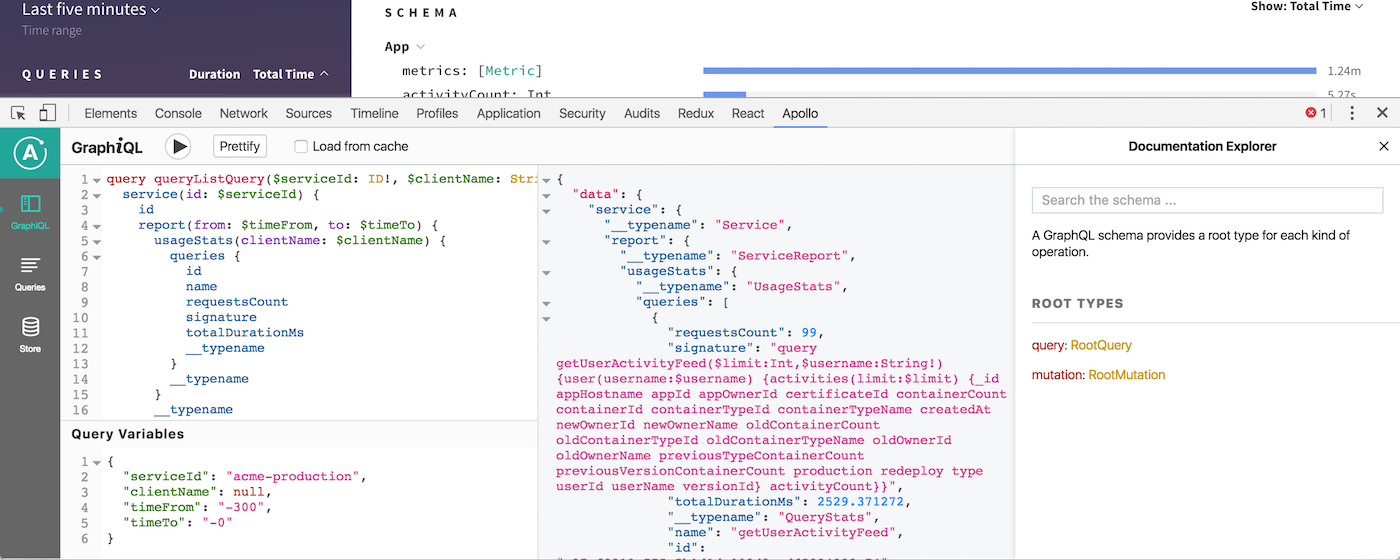 Last five minutes
Time range
QUERIES Duration Total Time
SCHEMA
Show: Total Time
App
metrics: [Metric] 1.24m
activityCount: Int 5.27s
Elements Console Network Sources Timeline Profiles Application Security Audits Redux React Apollo 1
GraphiQL
Queries
Store
GraphiQL Prettify Load from cache
1 query queryListQuery($serviceId: ID!, $clientName: Stri
2 service(id: $serviceId) {
3 id
4 report(from: $timeFrom, to: $timeTo) {
5 usageStats(clientName: $clientName) {
6 queries {
7 id
8 name
9 requestsCount
10 signature
11 totalDurationMs
12 __typename
13 }
14 __typename
15 }
16 __typename
Query Variables
1 {
2 "serviceId": "acme-production",
3 "clientName": null,
4 "timeFrom": "-300",
5 "timeTo": "-0"
6 }
{
"data": {
"service": {
"__typename": "Service",
"report": {
"__typename": "ServiceReport",
"usageStats": {
"__typename": "UsageStats",
"queries": [
{
"requestsCount": 99,
"signature": "query
getUserActivityFeed($limit:Int,$username:String!)
{user(username:$username) {activities(limit:$limit) {_id
appHostname appId appOwnerId certificateId containerCount
containerId containerTypeId containerTypeName createdAt
newOwnerId newOwnerName oldContainerCount
oldContainerTypeId oldContainerTypeName oldOwnerId
oldOwnerName previousTypeContainerCount
previousVersionContainerCount production redeploy type
userId userName versionId} activityCount}}",
"totalDurationMs": 2529.371272,
"__typename": "QueryStats",
"name": "getUserActivityFeed",
"id":
Documentation Explorer
Search the schema ...
A GraphQL schema provides a root type for each kind of
operation.
ROOT TYPES
query: RootQuery
mutation: RootMutation